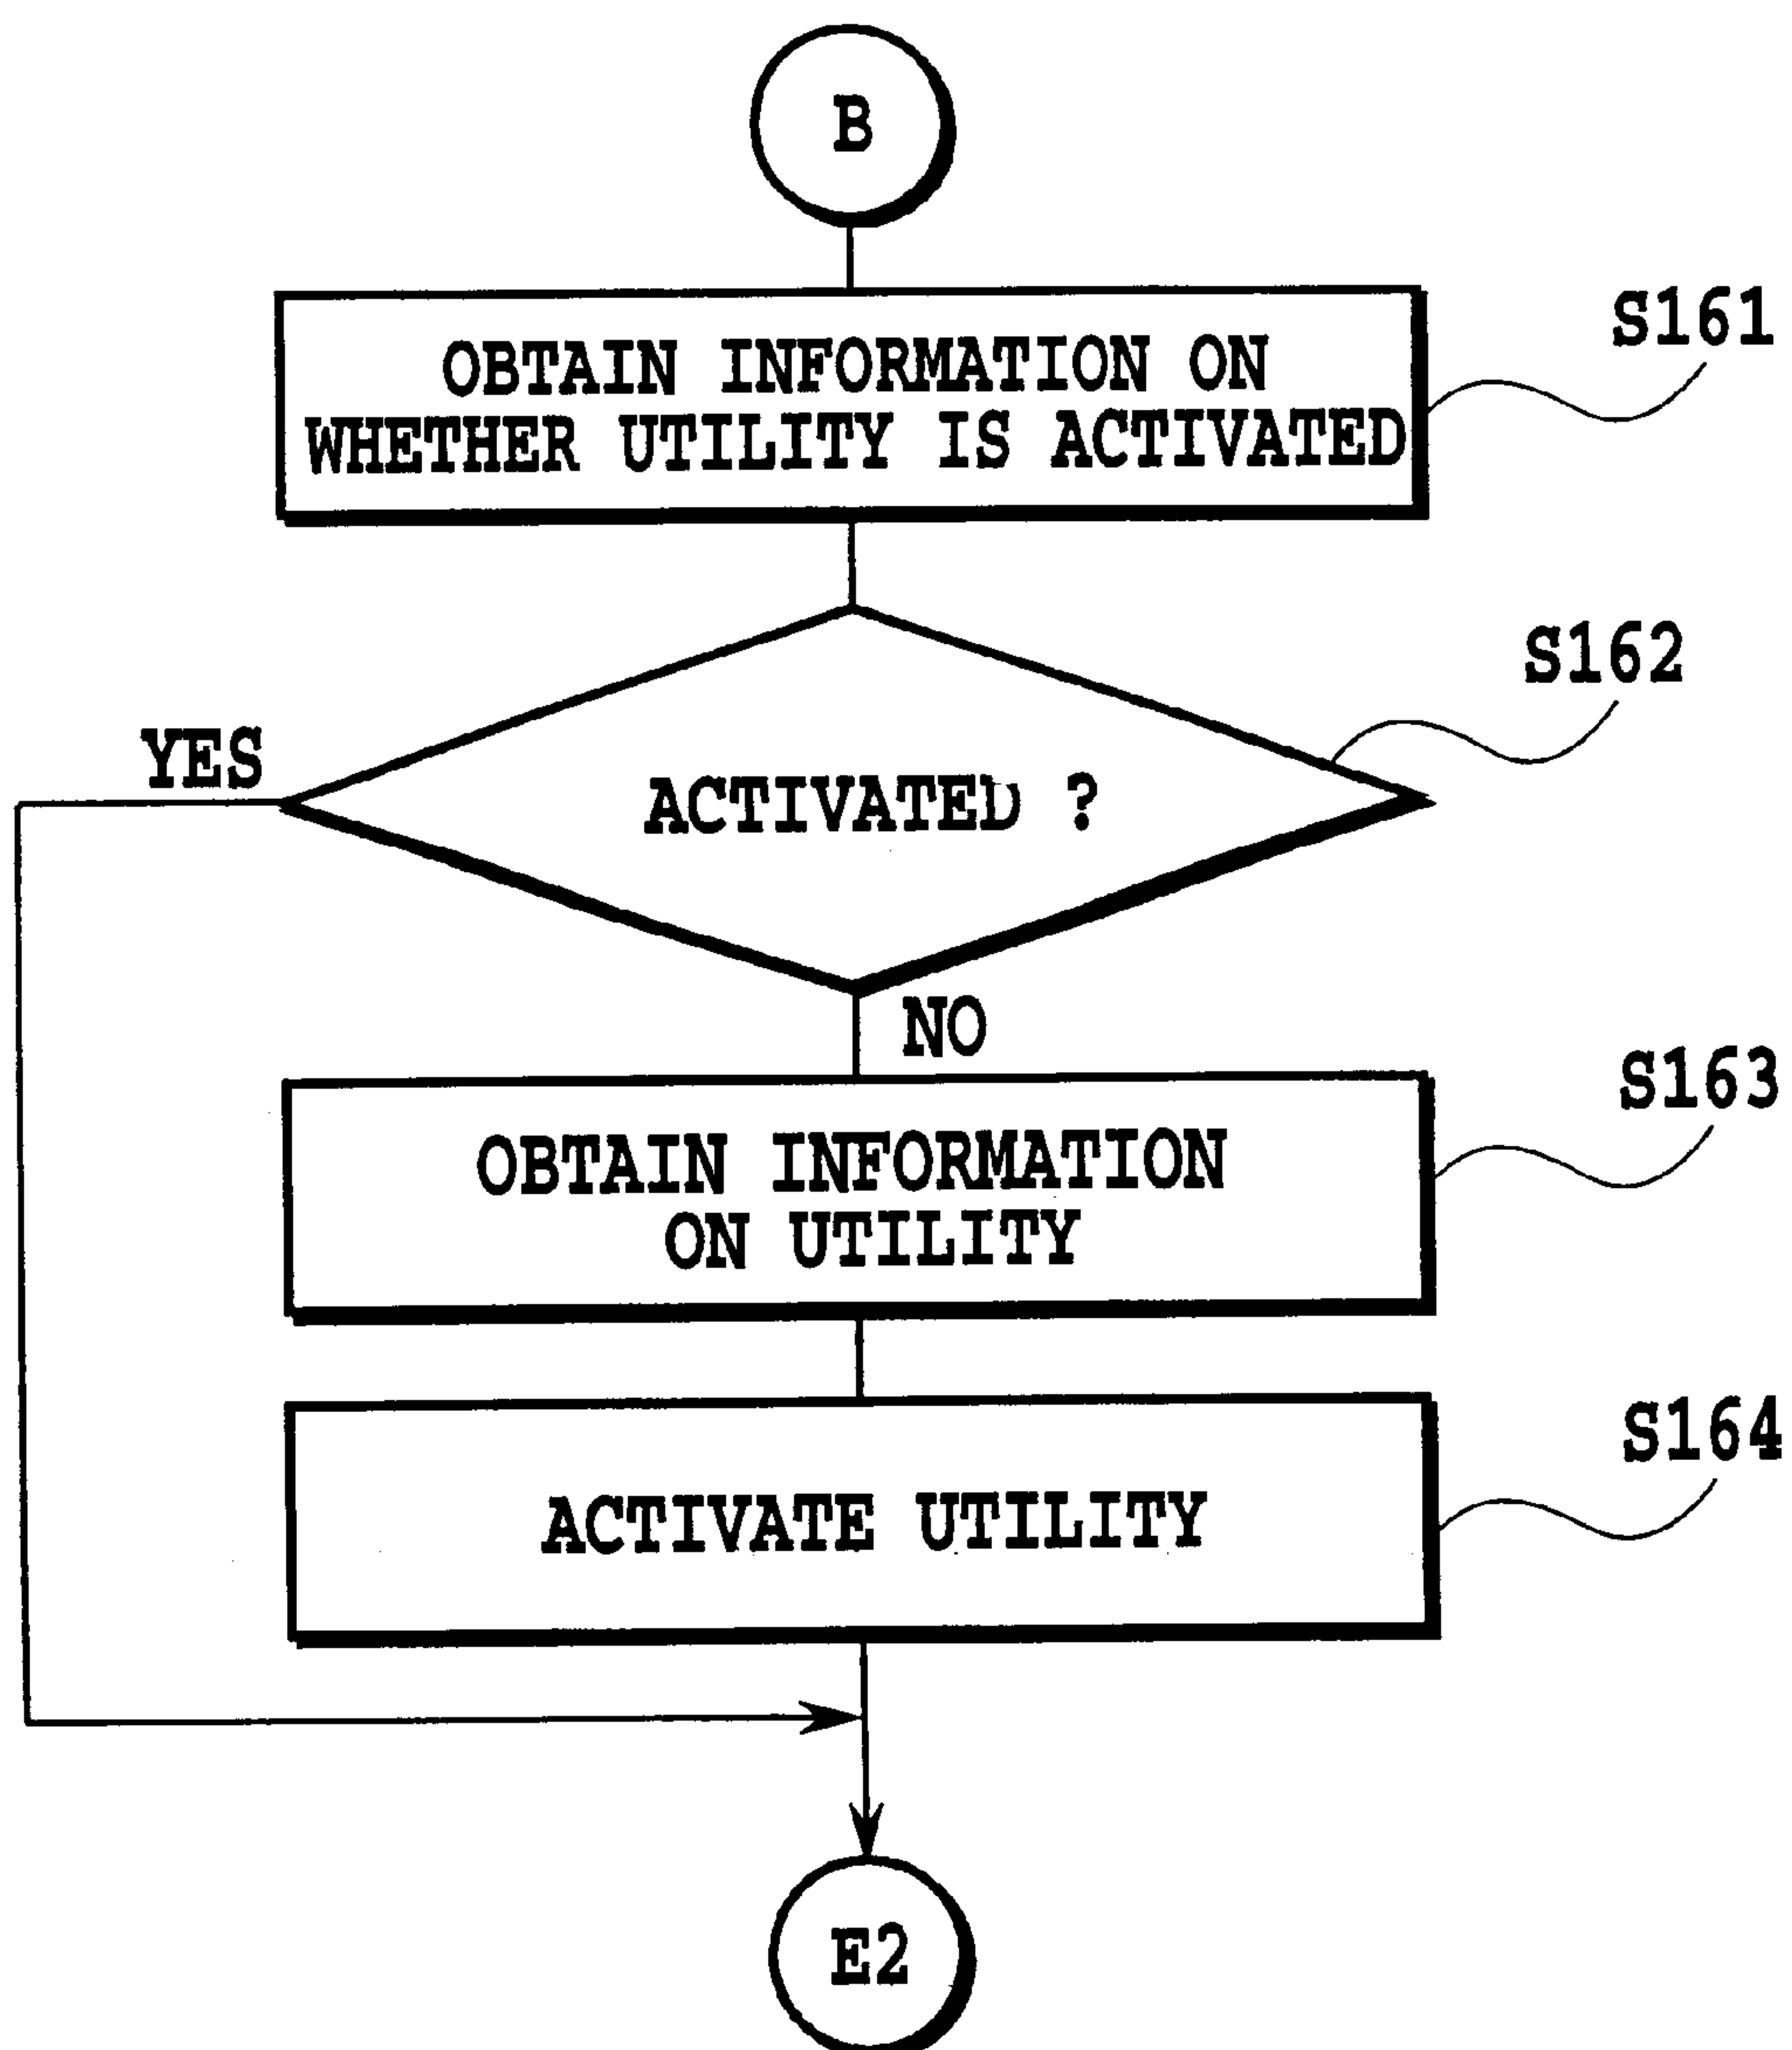 B
OBTAIN INFORMATION ON
WHETHER UTILITY IS ACTIVATED
S161
S162
YES
ACTIVATED ?
NO
S163
OBTAIN INFORMATION
ON UTILITY
S164
ACTIVATE UTILITY
E2